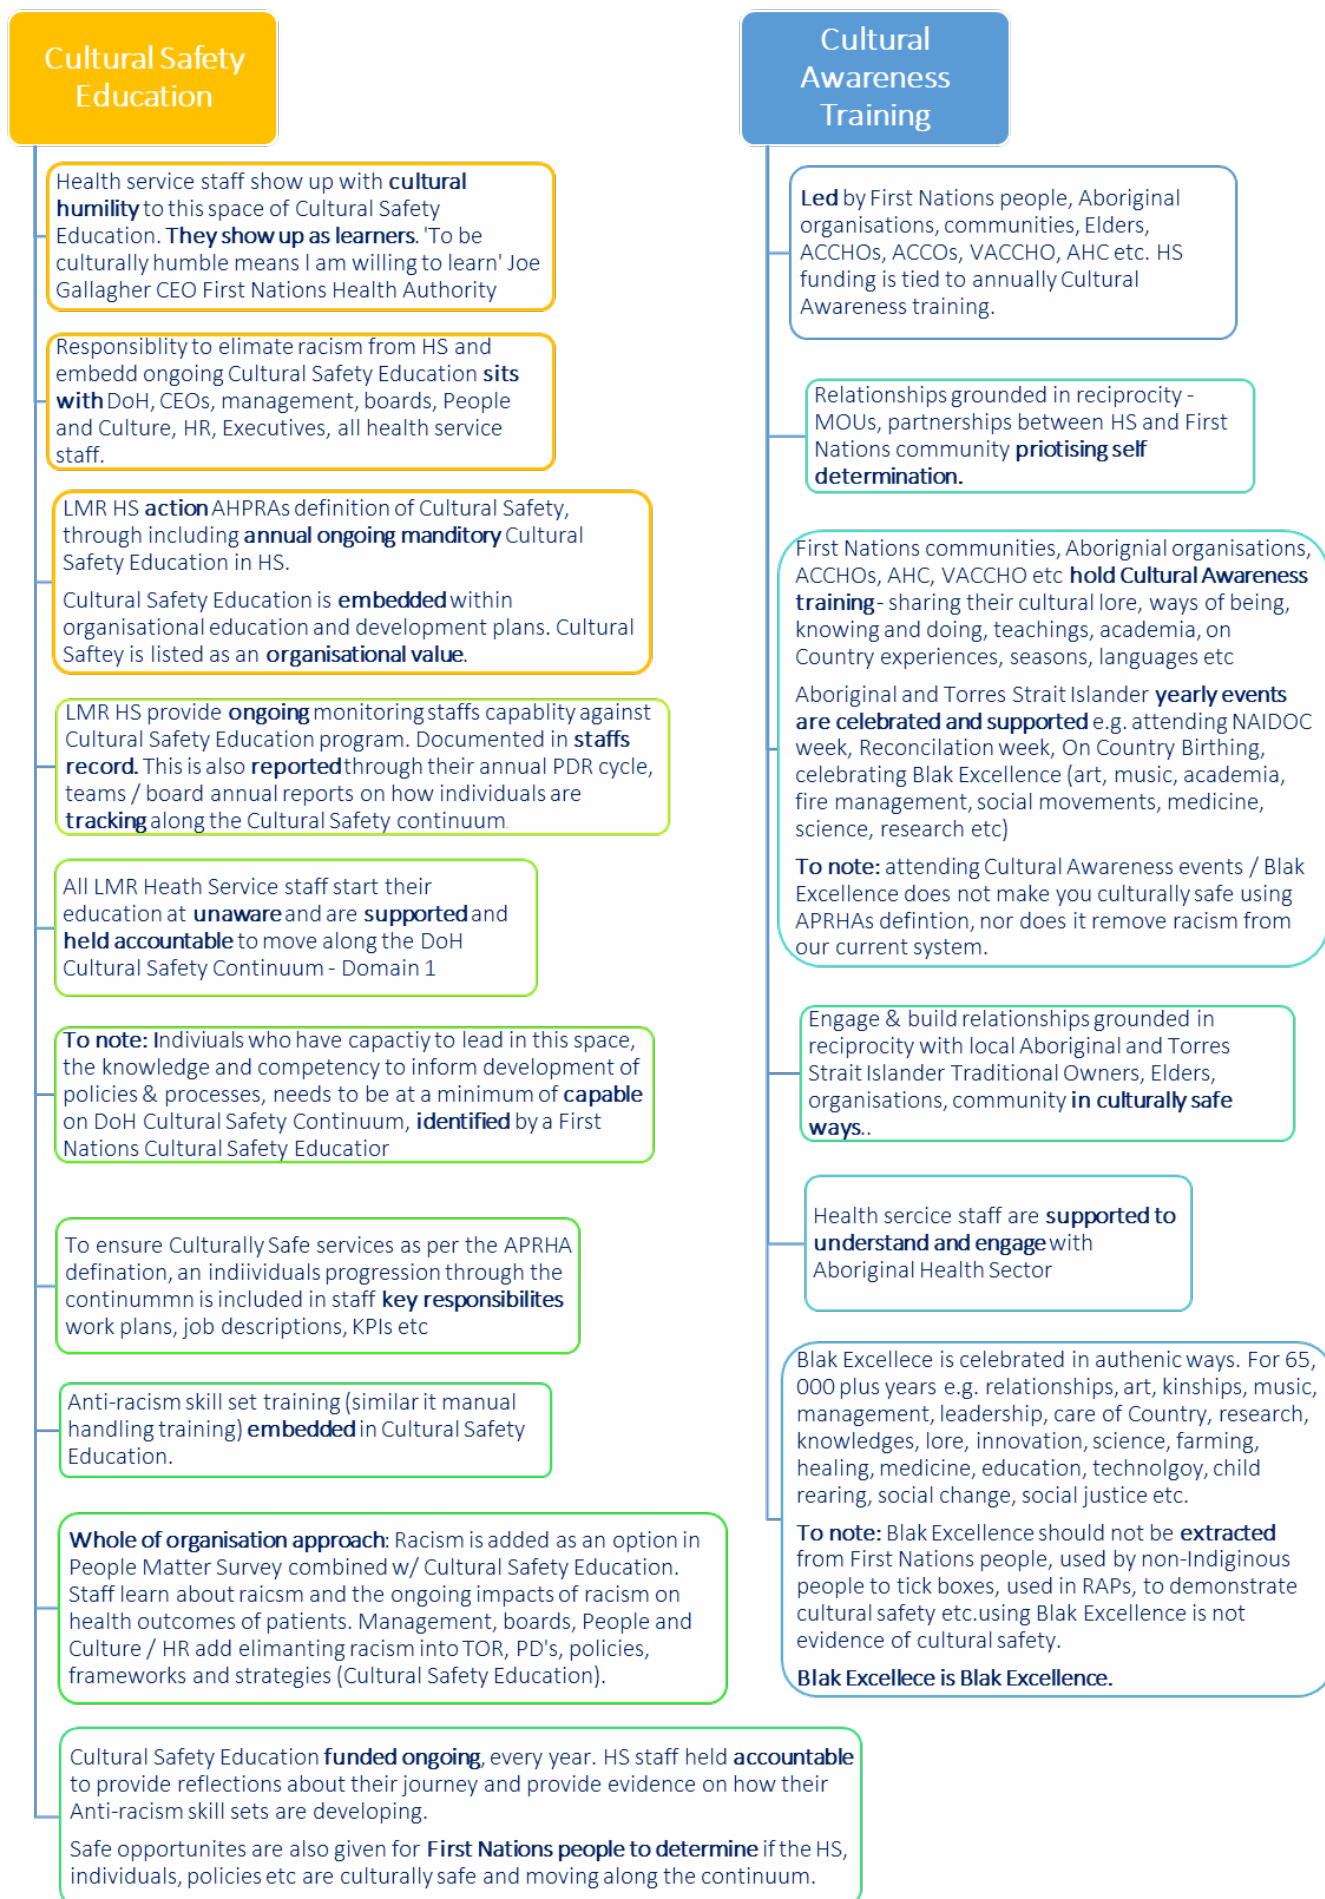 Cultural Safety
Education
Health service staff show up with cultural
humility to this space of Cultural Safety
Education. They show up as learners. 'To be
culturally humble means I am willing to learn' Joe
Gallagher CEO First Nations Health Authority
Responsiblity to elimate racism from HS and
embedd ongoing Cultural Safety Education sits
with DoH, CEOs, management, boards, People
and Culture, HR, Executives, all health service
staff.
LMR HS action AHPRAs definition of Cultural Safety,
through including annual ongoing manditory Cultural
Safety Education in HS.
Cultural Safety Education is embedded within
organisational education and development plans. Cultural
Saftey is listed as an organisational value.
LMR HS provide ongoing monitoring staffs capablity against
Cultural Safety Education program. Documented in staffs
record. This is also reported through their annual PDR cycle,
teams / board annual reports on how individuals are
tracking along the Cultural Safety continuum.
All LMR Heath Service staff start their
education at unaware and are supported and
held accountable to move along the DoH
Cultural Safety Continuum - Domain 1
To note: Indiviuals who have capactiy to lead in this space,
the knowledge and competency to inform development of
policies & processes, needs to be at a minimum of capable
on DoH Cultural Safety Continuum, identified by a First
Nations Cultural Safety Educatior
To ensure Culturally Safe services as per the APRHA
defination, an indiividuals progression through the
continummn is included in staff key responsibilites
work plans, job descriptions, KPIs etc
Anti-racism skill set training (similar it manual
handling training) embedded in Cultural Safety
Education.
Whole of organisation approach: Racism is added as an option in
People Matter Survey combined w/ Cultural Safety Education.
Staff learn about raicsm and the ongoing impacts of racism on
health outcomes of patients. Management, boards, People and
Culture / HR add elimanting racism into TOR, PD's, policies,
frameworks and strategies (Cultural Safety Education).
Cultural Safety Education funded ongoing, every year. HS staff held accountable
to provide reflections about their journey and provide evidence on how their
Anti-racism skill sets are developing.
Safe opportunites are also given for First Nations people to determine if the HS,
individuals, policies etc are culturally safe and moving along the continuum.
Cultural
Awareness
Training
Led by First Nations people, Aboriginal
organisations, communities, Elders,
ACCHOs, ACCOs, VACCHO, AHC etc. HS
funding is tied to annually Cultural
Awareness training.
Relationships grounded in reciprocity -
MOUs, partnerships between HS and First
Nations community priotising self
determination.
First Nations communities, Aborignial organisations,
ACCHOs, AHC, VACCHO etc hold Cultural Awareness
training- sharing their cultural lore, ways of being,
knowing and doing, teachings, academia, on
Country experiences, seasons, languages etc
Aboriginal and Torres Strait Islander yearly events
are celebrated and supported e.g. attending NAIDOC
week, Reconcilation week, On Country Birthing,
celebrating Blak Excellence (art, music, academia,
fire management, social movements, medicine,
science, research etc)
To note: attending Cultural Awareness events / Blak
Excellence does not make you culturally safe using
APRHAs defintion, nor does it remove racism from
our current system.
Engage & build relationships grounded in
reciprocity with local Aboriginal and Torres
Strait Islander Traditional Owners, Elders,
organisations, community in culturally safe
ways..
Health sercice staff are supported to
understand and engage with
Aboriginal Health Sector
Blak Excellece is celebrated in authenic ways. For 65,
000 plus years e.g. relationships, art, kinships, music,
management, leadership, care of Country, research,
knowledges, lore, innovation, science, farming,
healing, medicine, education, technolgoy, child
rearing, social change, social justice etc.
To note: Blak Excellence should not be extracted
from First Nations people, used by non-Indiginous
people to tick boxes, used in RAPs, to demonstrate
cultural safety etc.using Blak Excellence is not
evidence of cultural safety.
Blak Excellece is Blak Excellence.